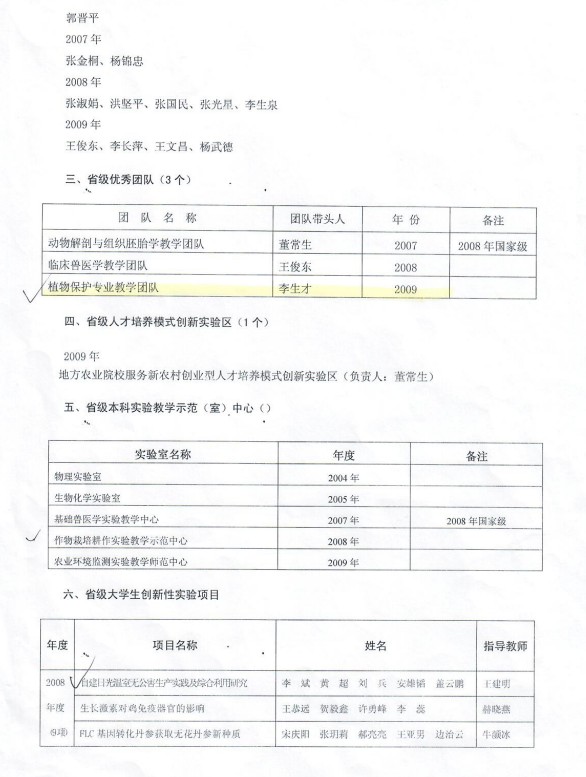 郭晋平
2007 年
张金桐、杨锦忠
2008 年
张淑娟、洪坚平、张国民、张光星、李生泉
2009 年
王俊东、李长萍、王文昌、杨武德
三、省级优秀团队（3 个）
团 队 名 称 团队带头人 年 份 备注
动物解剖与组织胚胎学教学团队 董常生 2007 2008 年国家级
临床兽医学教学团队 王俊东 2008
植物保护专业教学团队 李生才 2009
四、省级人才培养模式创新实验区（1 个）
2009 年
地方农业院校服务新农村创业型人才培养模式创新实验区（负责人：董常生）
五、省级本科实验教学示范（室）中心（）
实验室名称 年度 备注
物理实验室 2004 年
生物化学实验室 2005 年
基础兽医学实验教学中心 2007 年 2008 年国家级
作物栽培耕作实验教学示范中心 2008 年
农业环境监测实验教学师范中心 2009 年
六、省级大学生创新性实验项目
年度 项目名称 姓名 指导教师
2008 自建日光温室无公害生产实践及综合利用研究 李 斌 黄 超 刘 兵 安雄韬 盖云鹏 王建明
年度 生长激素对鸡免疫器官的影响 王恭远 贺毅鑫 许勇峰 李 蕊 赫晓燕
(9项) FLC 基因转化丹参获取无花丹参新种质 宋庆阳 张玥莉 郝亮亮 王亚男 边治云 牛颜冰